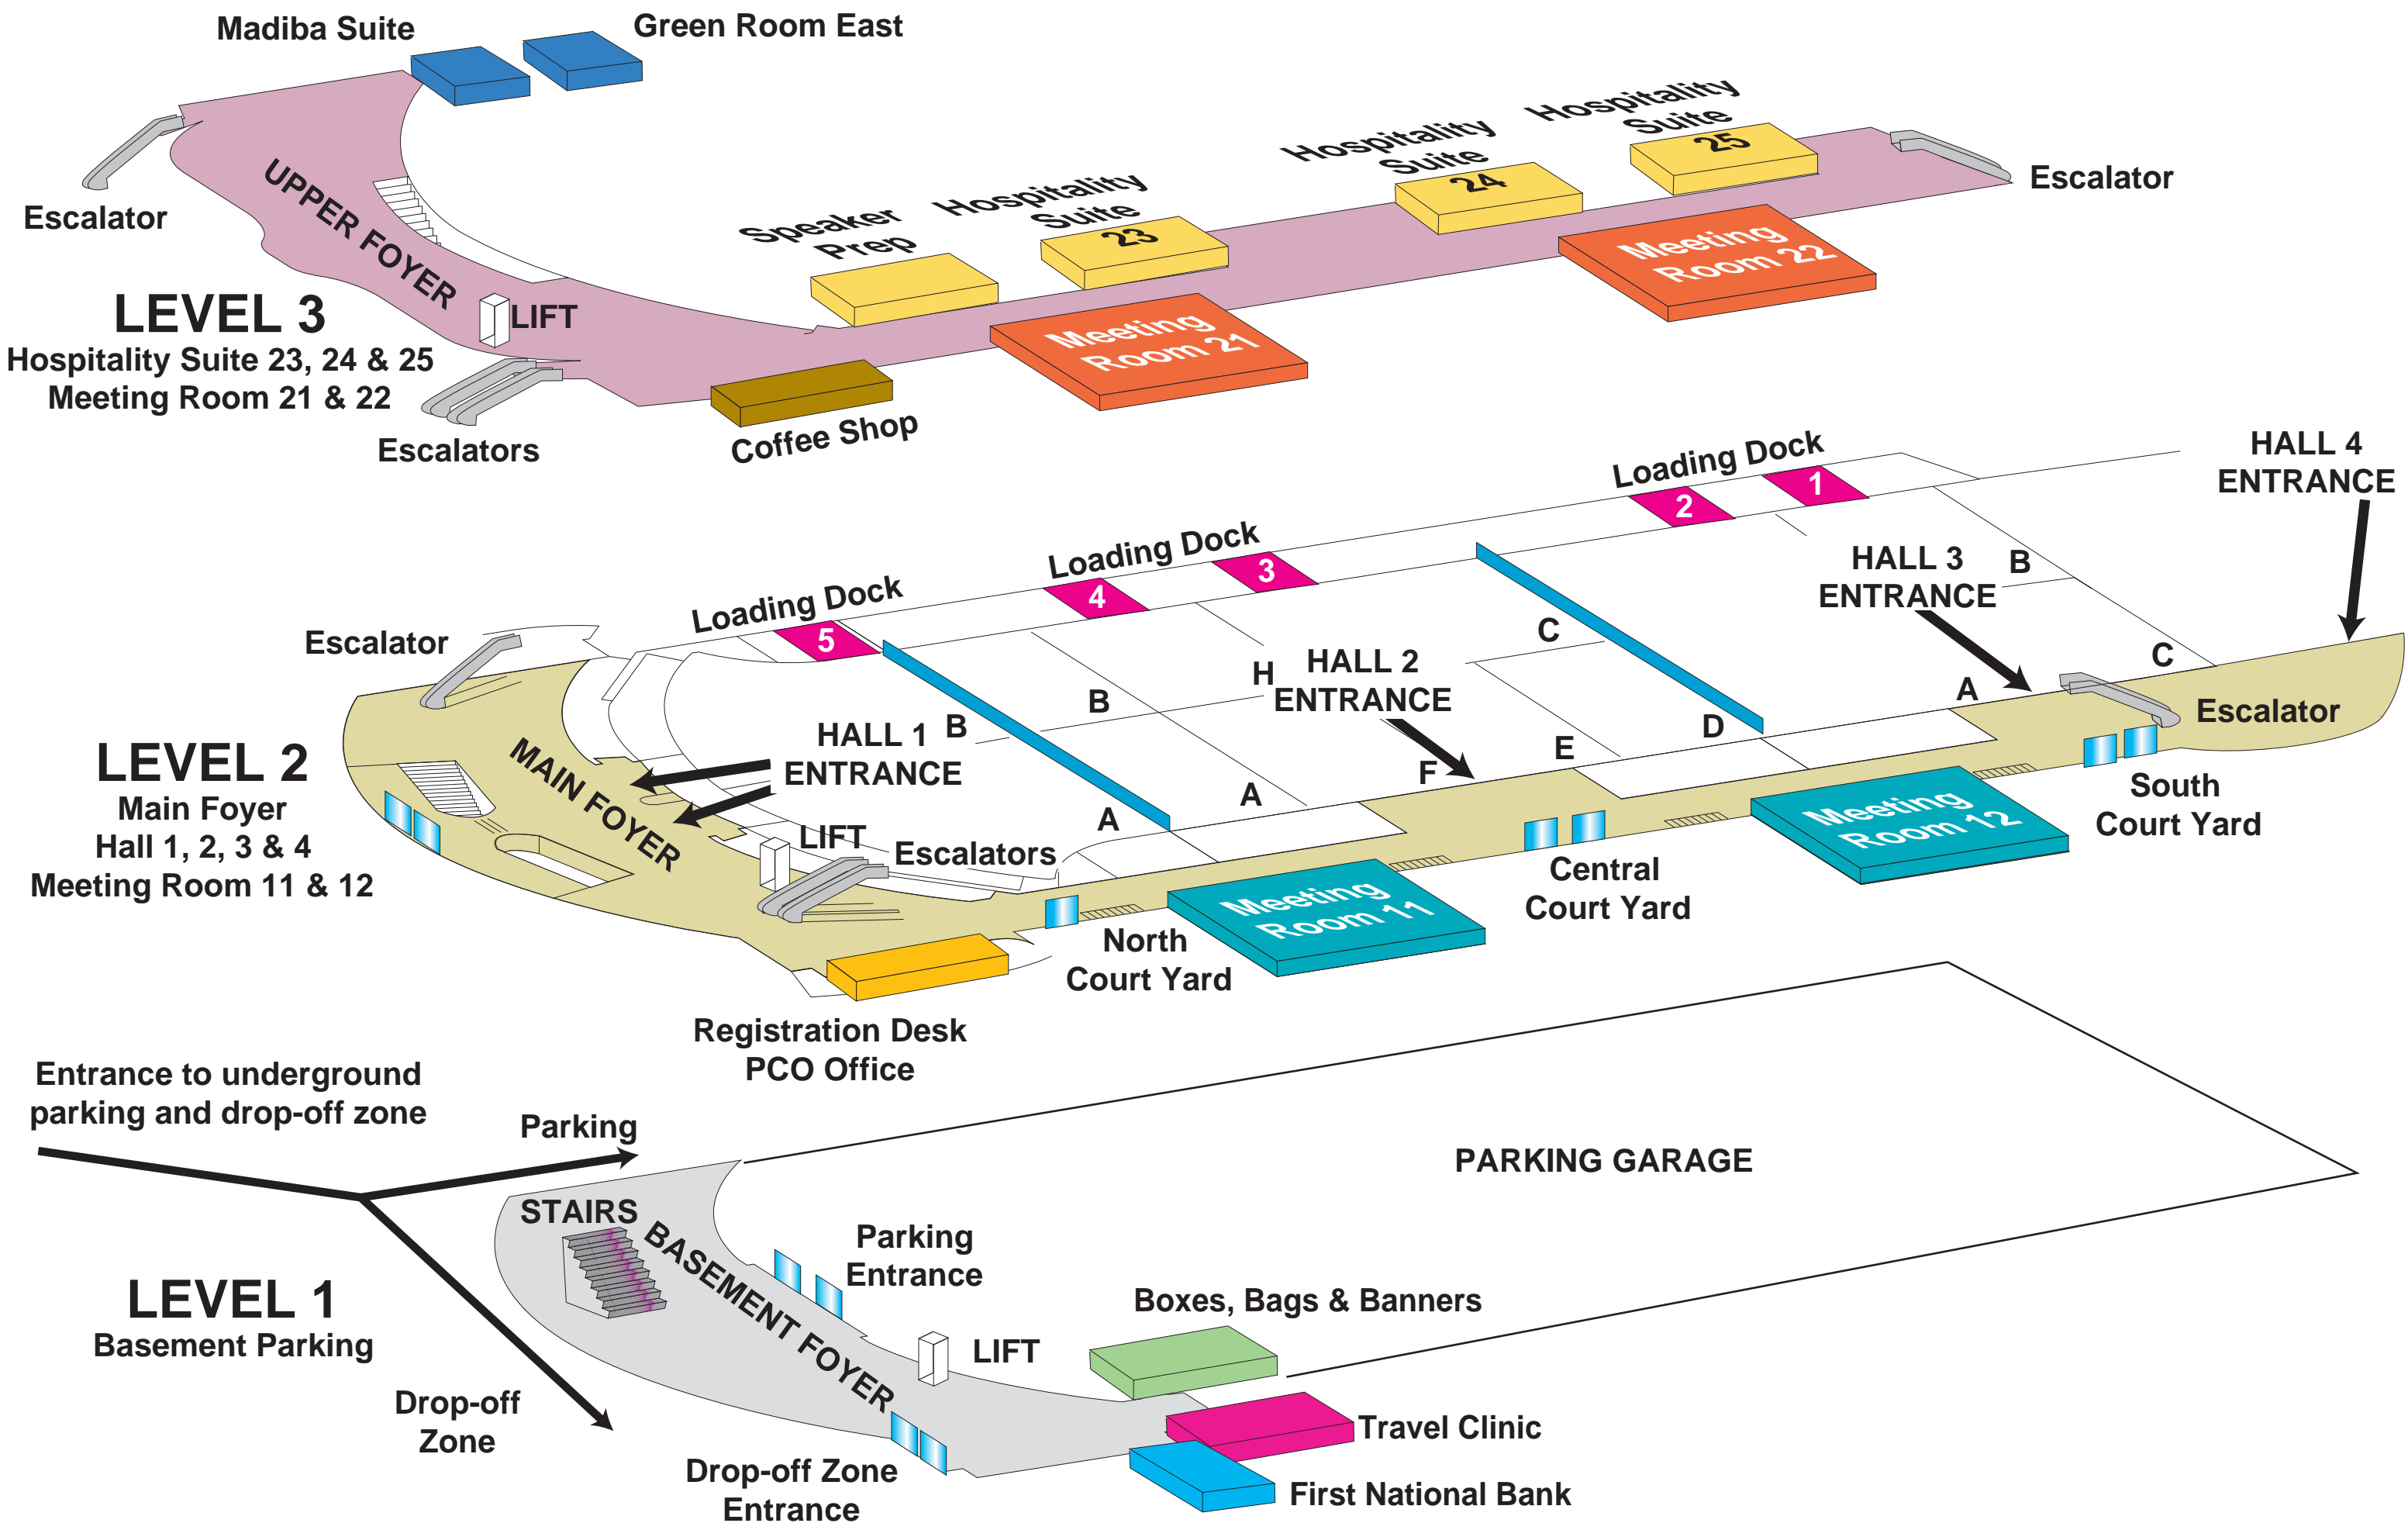 Madiba Suite
Green Room East
Hospitality
Suite
25
Hospitality
Suite
24
Hospitality
Suite
23
Speaker
Prep
Escalator
Escalator
UPPER FOYER
LIFT
Meeting
Room 22
Meeting
Room 21
LEVEL 3
Hospitality Suite 23, 24 & 25
Meeting Room 21 & 22
Escalators
Coffee Shop
HALL 4
ENTRANCE
Loading Dock
1
2
Loading Dock
3
4
Loading Dock
5
HALL 3
ENTRANCE
B
C
A
C
Escalator
Escalator
HALL 2
ENTRANCE
H
B
B
D
E
F
A
A
HALL 1
ENTRANCE
MAIN FOYER
LIFT
Escalators
LEVEL 2
Main Foyer
Hall 1, 2, 3 & 4
Meeting Room 11 & 12
Meeting
Room 12
Meeting
Room 11
South
Court Yard
Central
Court Yard
North
Court Yard
Registration Desk
PCO Office
Entrance to underground
parking and drop-off zone
Parking
PARKING GARAGE
STAIRS
BASEMENT FOYER
Parking
Entrance
LEVEL 1
Basement Parking
LIFT
Boxes, Bags & Banners
Drop-off
Zone
Travel Clinic
Drop-off Zone
Entrance
First National Bank